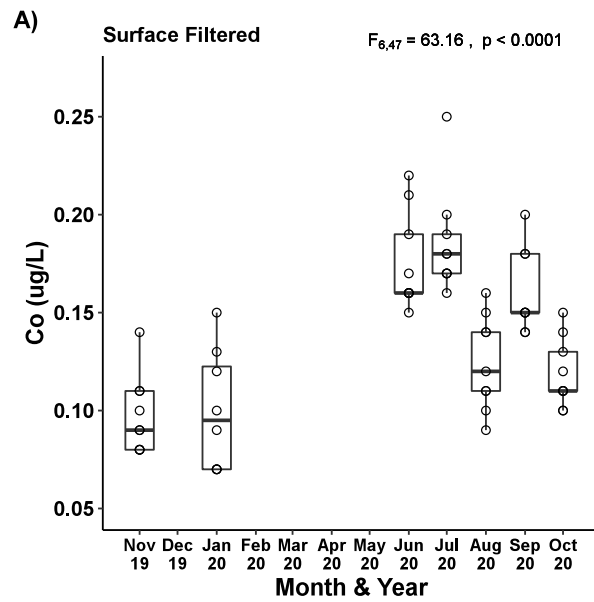 A)
Surface Filtered
F6,47 = 63.16 , p < 0.0001
0.25
0.20
0.15
0.10
0.05
Co (ug/L)
Nov Dec Jan Feb Mar Apr May Jun Jul Aug Sep Oct
19 19 20 20 20 20 20 20 20 20 20 20
Month & Year